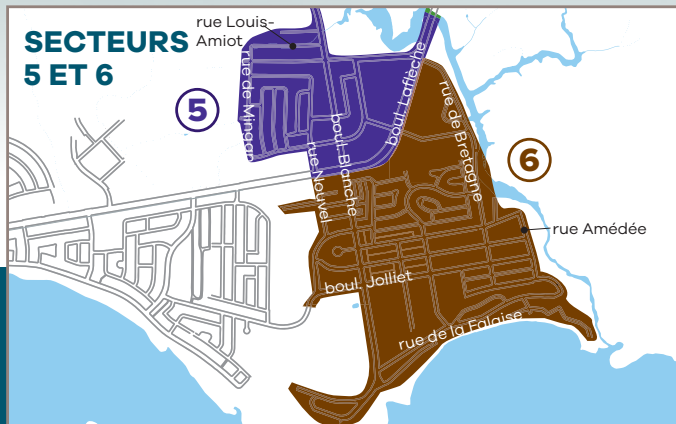 SECTEURS
5 ET 6
rue Louis-
Amiot
rue de Mingan
5
boul. Laflèche
boul. Blanche
rue Nouvel
rue de Bretagne
6
rue Amédée
boul. Jolliet
rue de la Falaise